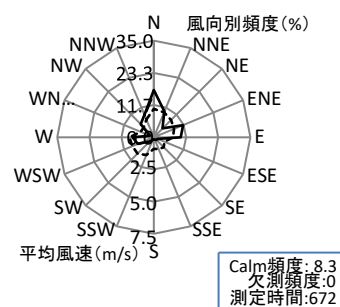 N
風向別頻度(%)
35.0
NNW
NNE
NW
23.3
NE
WN...
11.7
ENE
W
0.0
E
WSW
2.5
ESE
SW
5.0
SE
SSW
SSE
平均風速(m/s)
7.5
S
Calm頻度: 8.3
欠測頻度:0
測定時間:672